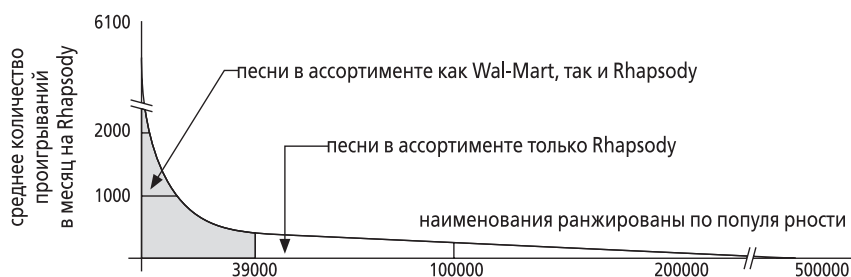 6100
среднее количество
проигрываний
в месяц на Rhapsody
песни в ассортименте как Wal-Mart, так и Rhapsody
2000
песни в ассортименте только Rhapsody
1000
наименования ранжированы по популя рности
39000 100000 200000 500000